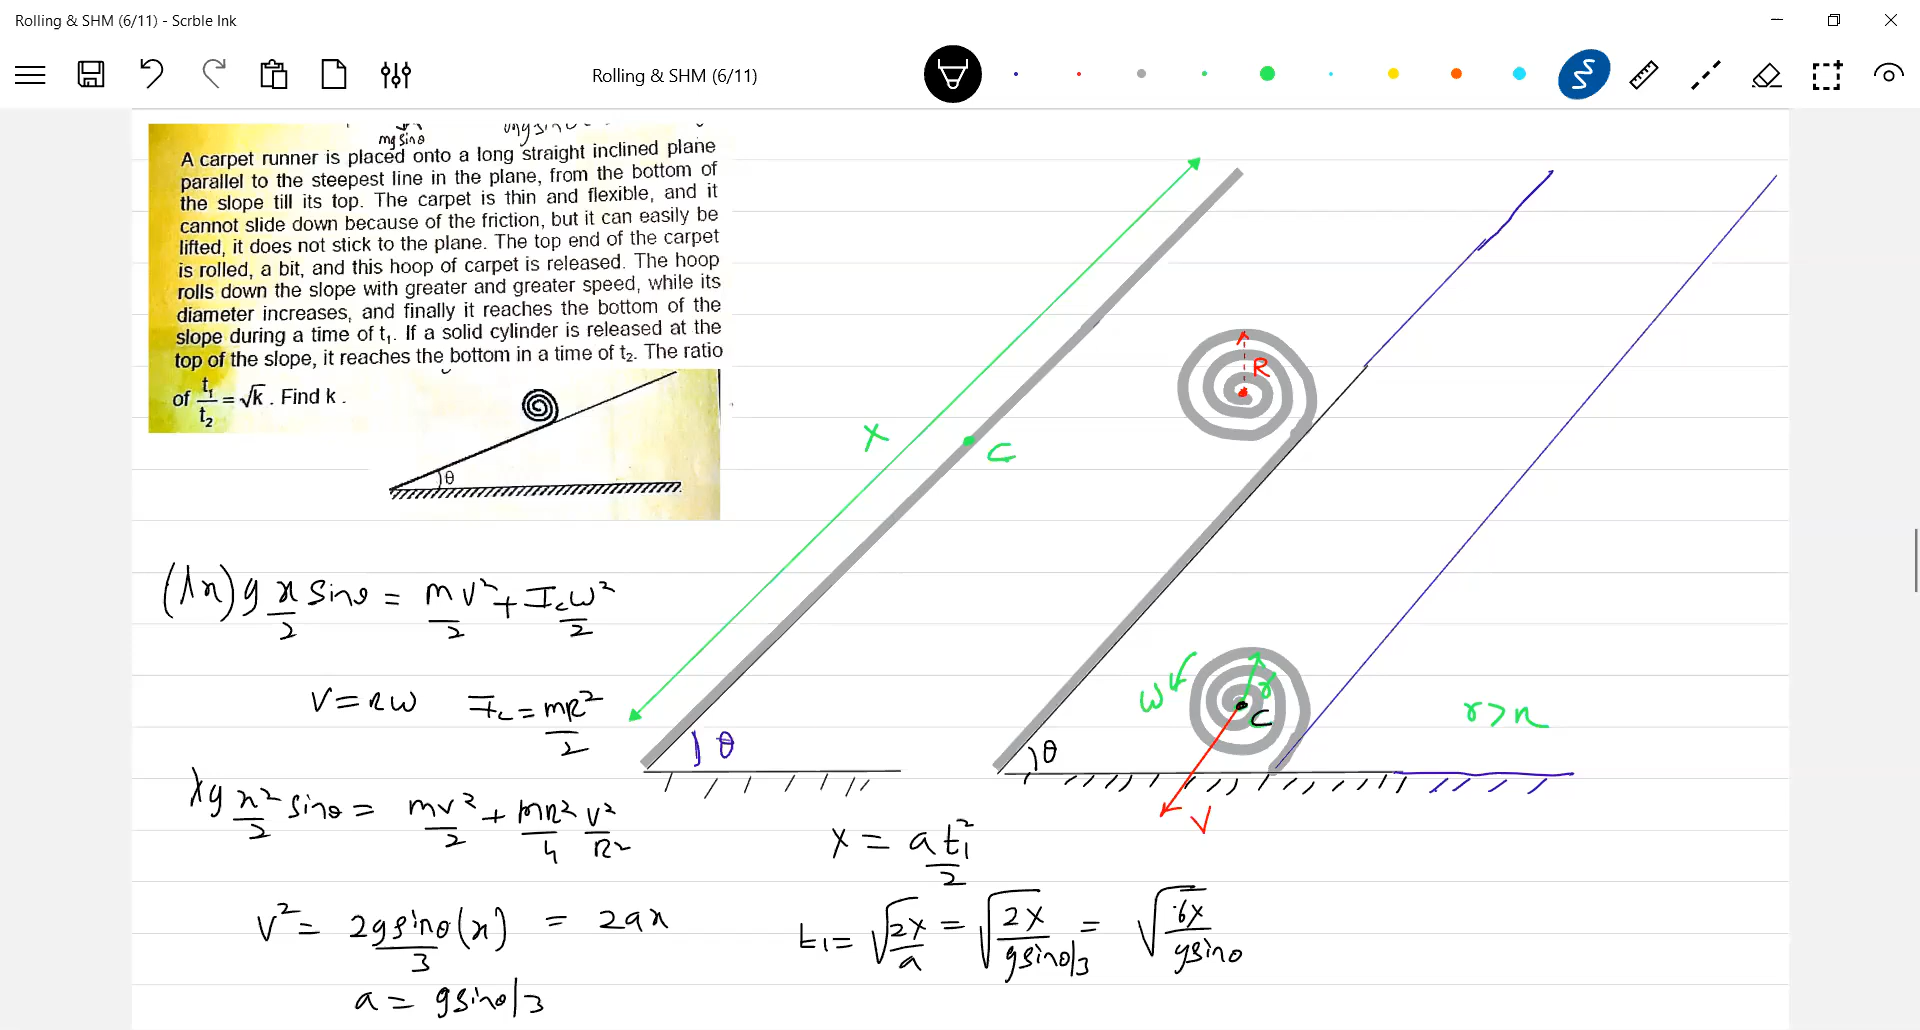 Rolling & SHM (6/11) - Scrble Ink
Rolling & SHM (6/11)
mg sinθ
A carpet runner is placed onto a long straight inclined plane
parallel to the steepest line in the plane, from the bottom of
the slope till its top. The carpet is thin and flexible, and it
cannot slide down because of the friction, but it can easily be
lifted, it does not stick to the plane. The top end of the carpet
is rolled, a bit, and this hoop of carpet is released. The hoop
rolls down the slope with greater and greater speed, while its
diameter increases, and finally it reaches the bottom of the
slope during a time of t₁. If a solid cylinder is released at the
top of the slope, it reaches the bottom in a time of t₂. The ratio
of t₁/t₂ = √k . Find k .
θ
x
C
θ
R
θ
ω
r
C
V
r > r
(λx) g x/2 sinθ = mv²/2 + I_cω²/2
V = Rω I_c = mR²/2
λg x²/2 sinθ = mv²/2 + mR²/4 v²/R²
V² = 2gsinθ/3 (x) = 2ax
a = gsinθ/3
x = at₁²/2
t₁ = √(2x/a) = √(2x/(gsinθ/3)) = √(6x/(gsinθ))